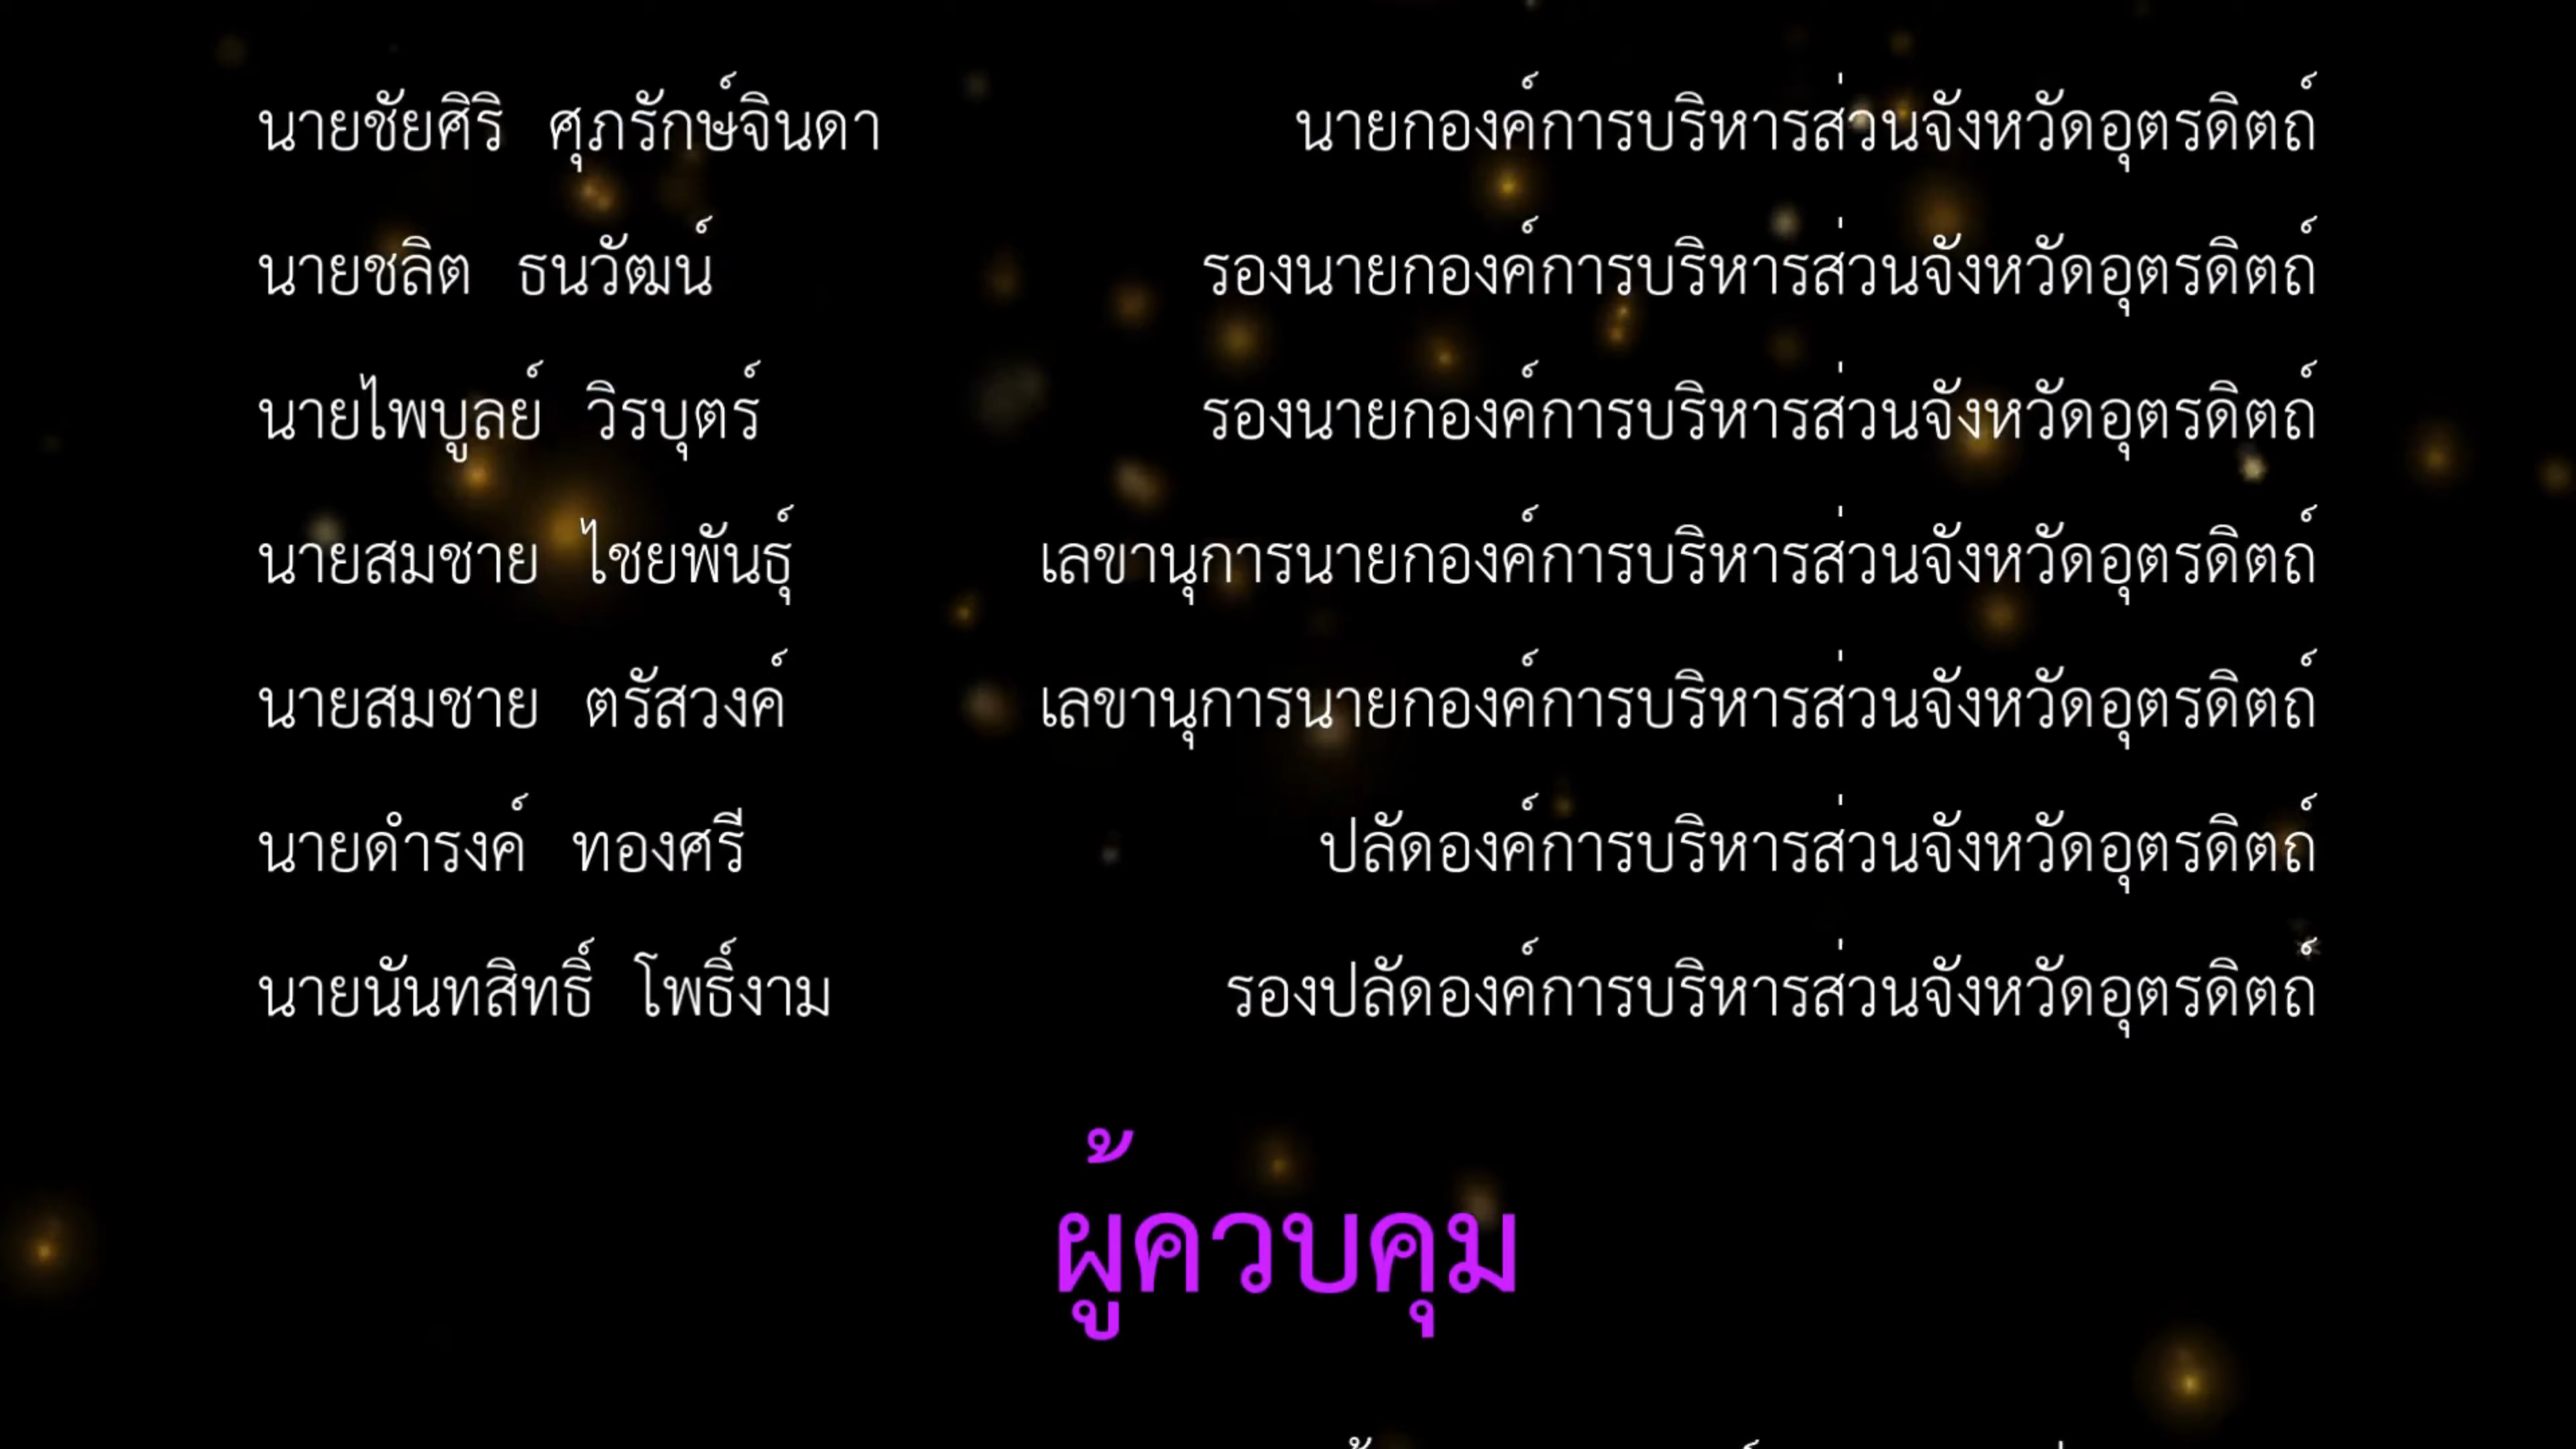 นายชัยศิริ ศุภรักษ์จินดา นายกองค์การบริหารส่วนจังหวัดอุตรดิตถ์
นายชลิต ธนวัฒน์ รองนายกองค์การบริหารส่วนจังหวัดอุตรดิตถ์
นายไพบูลย์ วิรบุตร์ รองนายกองค์การบริหารส่วนจังหวัดอุตรดิตถ์
นายสมชาย ไชยพันธุ์ เลขานุการนายกองค์การบริหารส่วนจังหวัดอุตรดิตถ์
นายสมชาย ตรัสวงค์ เลขานุการนายกองค์การบริหารส่วนจังหวัดอุตรดิตถ์
นายดำรงค์ ทองศรี ปลัดองค์การบริหารส่วนจังหวัดอุตรดิตถ์
นายนันทสิทธิ์ โพธิ์งาม รองปลัดองค์การบริหารส่วนจังหวัดอุตรดิตถ์
ผู้ควบคุม